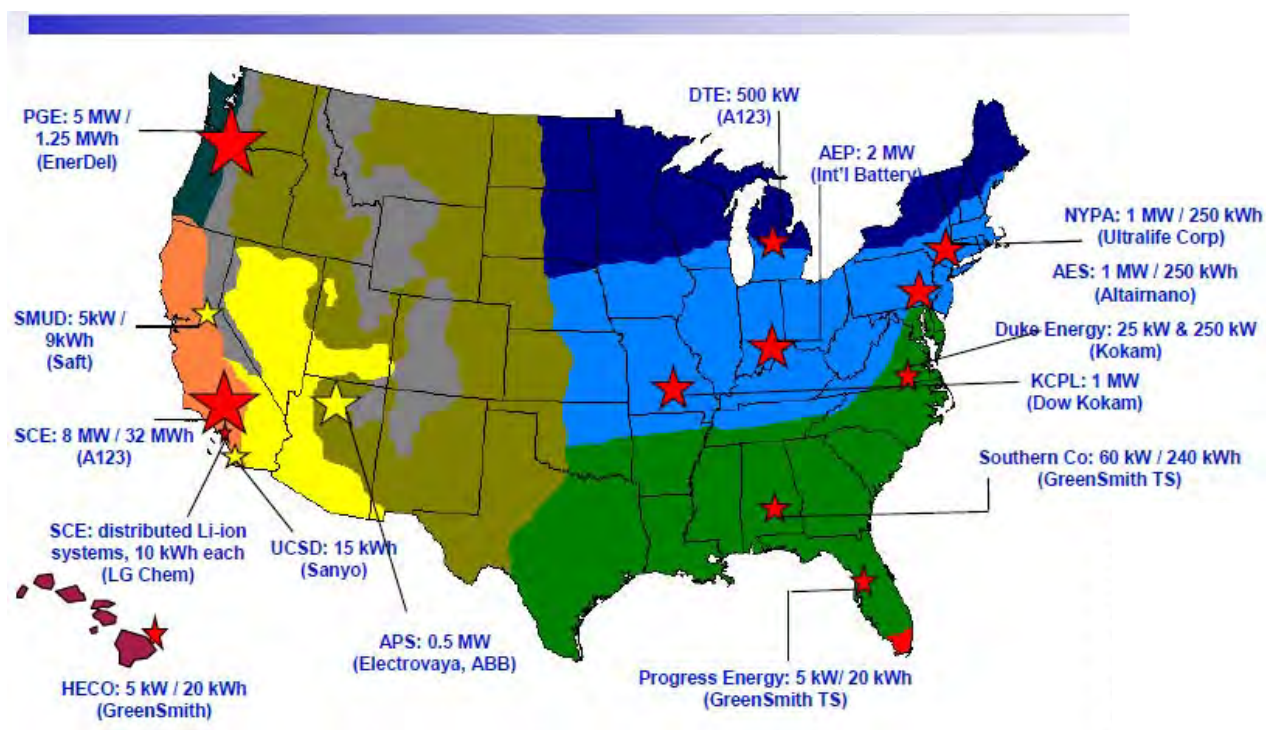 PGE: 5 MW /
1.25 MWh
(EnerDel)
DTE: 500 kW
(A123)
AEP: 2 MW
(Int'l Battery)
NYPA: 1 MW / 250 kWh
(Ultralife Corp)
AES: 1 MW / 250 kWh
(Altairnano)
SMUD: 5kW /
9kWh
(Saft)
Duke Energy: 25 kW & 250 kW
(Kokam)
KCPL: 1 MW
(Dow Kokam)
SCE: 8 MW / 32 MWh
(A123)
Southern Co: 60 kW / 240 kWh
(GreenSmith TS)
SCE: distributed Li-ion
systems, 10 kWh each
(LG Chem)
UCSD: 15 kWh
(Sanyo)
APS: 0.5 MW
(Electrovaya, ABB)
Progress Energy: 5 kW/ 20 kWh
(GreenSmith TS)
HECO: 5 kW / 20 kWh
(GreenSmith)